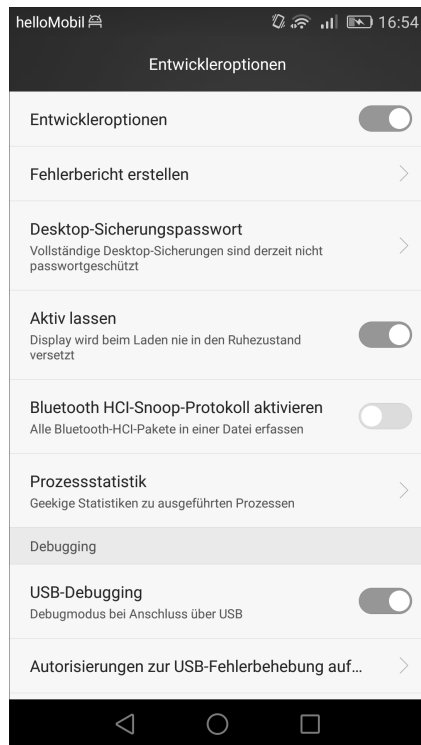 helloMobil 16:54
Entwickleroptionen
Entwickleroptionen
Fehlerbericht erstellen
Desktop-Sicherungspasswort
Vollständige Desktop-Sicherungen sind derzeit nicht
passwortgeschützt
Aktiv lassen
Display wird beim Laden nie in den Ruhezustand
versetzt
Bluetooth HCI-Snoop-Protokoll aktivieren
Alle Bluetooth-HCI-Pakete in einer Datei erfassen
Prozessstatistik
Geekige Statistiken zu ausgeführten Prozessen
Debugging
USB-Debugging
Debugmodus bei Anschluss über USB
Autorisierungen zur USB-Fehlerbehebung auf...